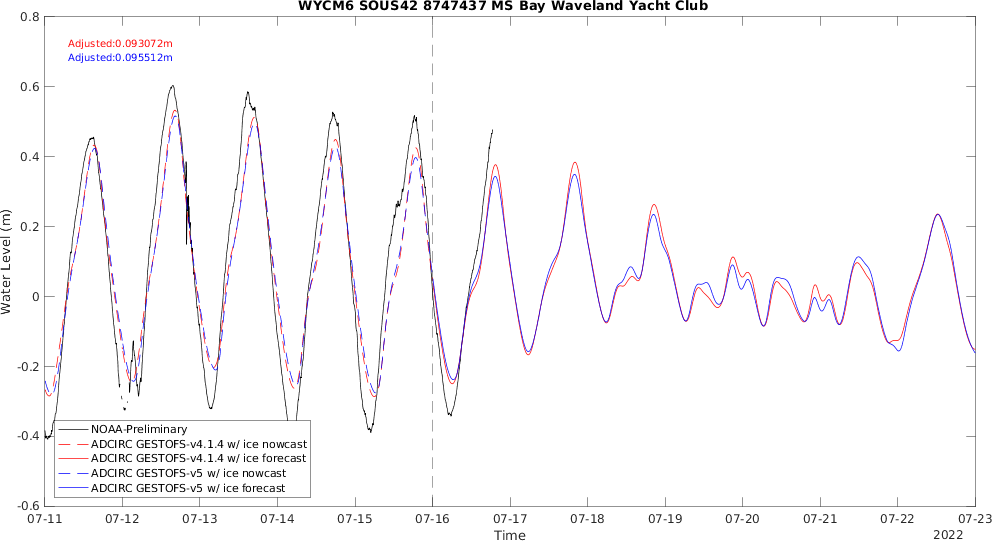 WYCM6 SOUS42 8747437 MS Bay Waveland Yacht Club
Adjusted:0.093072m
Adjusted:0.095512m
0.8
0.6
0.4
0.2
0
-0.2
-0.4
-0.6
Water Level (m)
NOAA-Preliminary
ADCIRC GESTOFS-v4.1.4 w/ ice nowcast
ADCIRC GESTOFS-v4.1.4 w/ ice forecast
ADCIRC GESTOFS-v5 w/ ice nowcast
ADCIRC GESTOFS-v5 w/ ice forecast
07-11 07-12 07-13 07-14 07-15 07-16 07-17 07-18 07-19 07-20 07-21 07-22 07-23
Time
2022